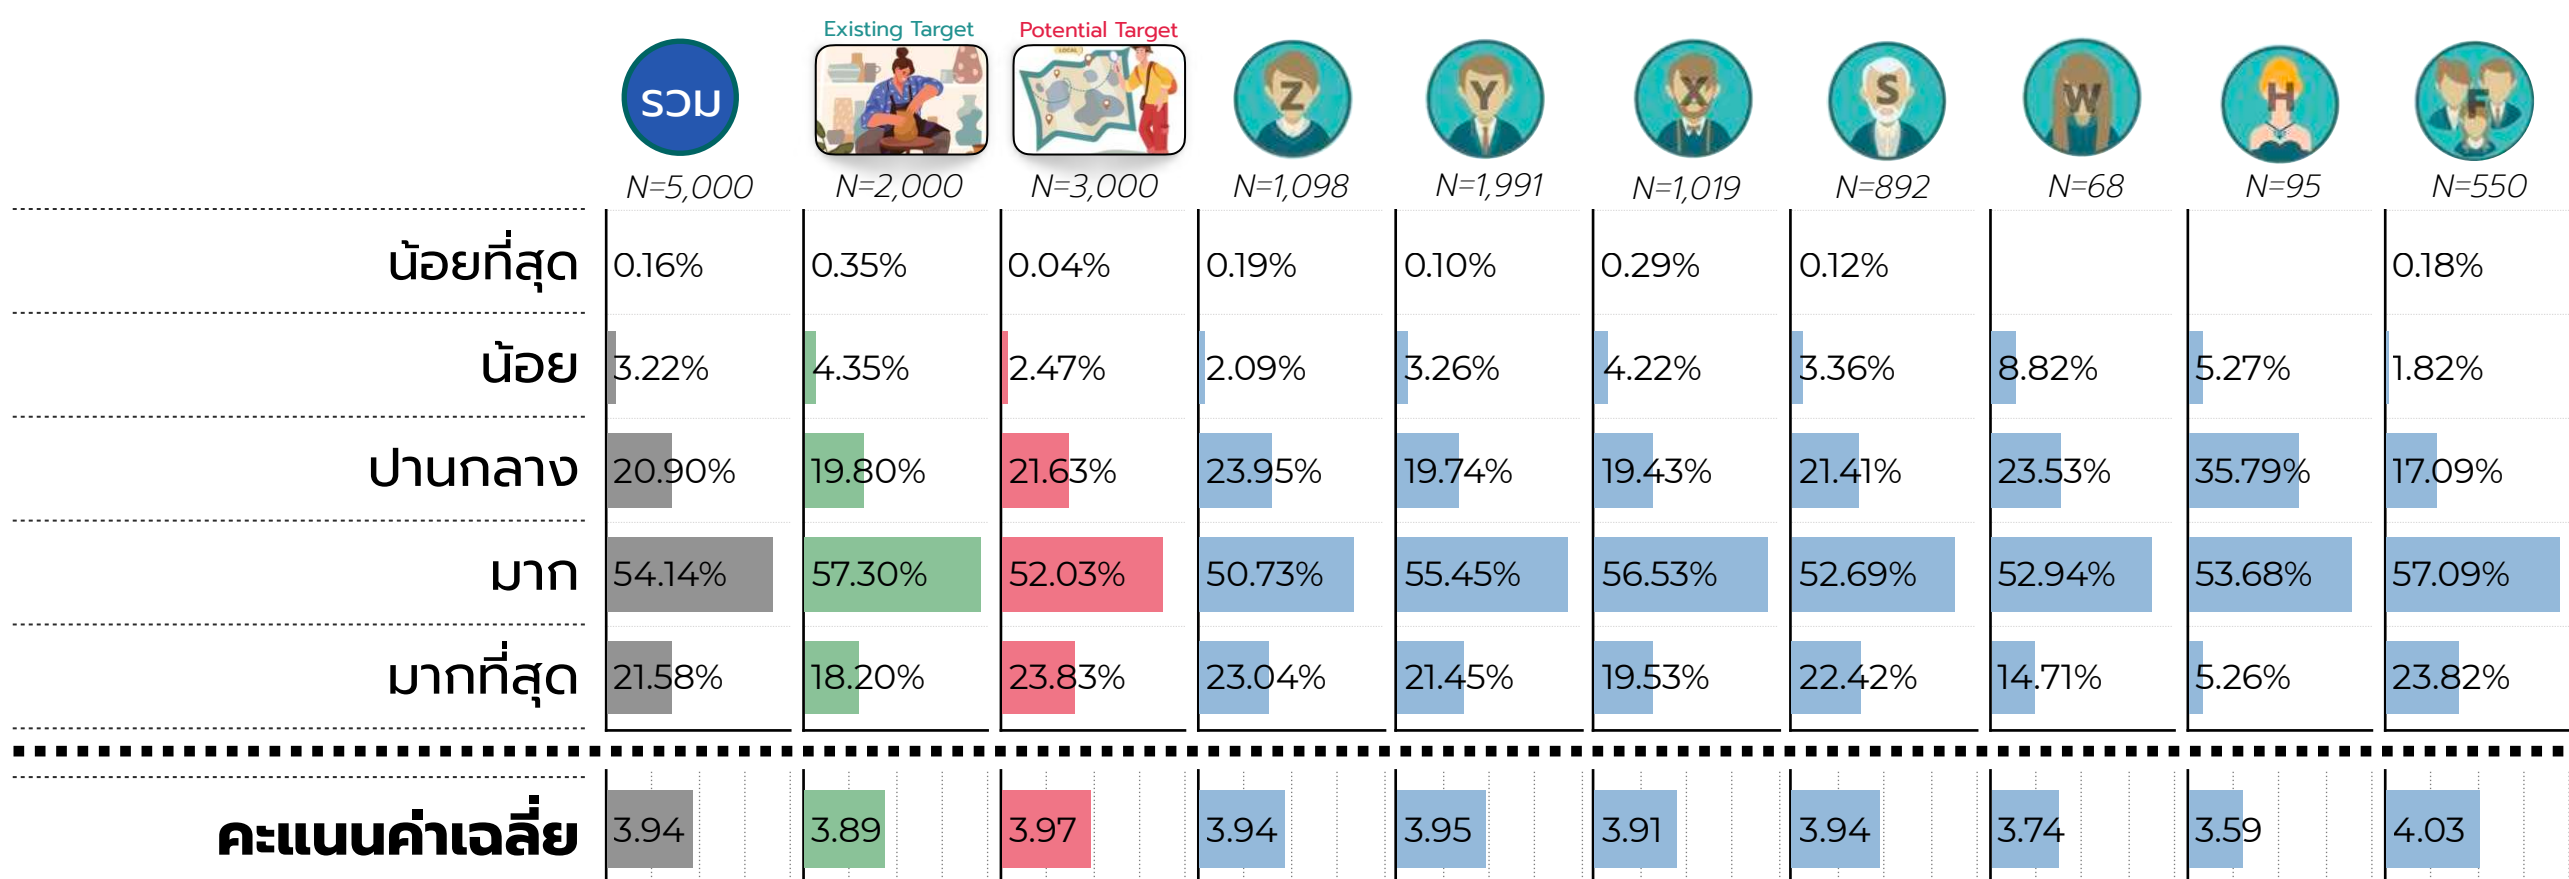 Existing Target Potential Target
LOCAL
รวม Z Y X S W H F
N=5,000 N=2,000 N=3,000 N=1,098 N=1,991 N=1,019 N=892 N=68 N=95 N=550
น้อยที่สุด 0.16% 0.35% 0.04% 0.19% 0.10% 0.29% 0.12% 0.18%
น้อย 3.22% 4.35% 2.47% 2.09% 3.26% 4.22% 3.36% 8.82% 5.27% 1.82%
ปานกลาง 20.90% 19.80% 21.63% 23.95% 19.74% 19.43% 21.41% 23.53% 35.79% 17.09%
มาก 54.14% 57.30% 52.03% 50.73% 55.45% 56.53% 52.69% 52.94% 53.68% 57.09%
มากที่สุด 21.58% 18.20% 23.83% 23.04% 21.45% 19.53% 22.42% 14.71% 5.26% 23.82%
คะแนนค่าเฉลี่ย 3.94 3.89 3.97 3.94 3.95 3.91 3.94 3.74 3.59 4.03